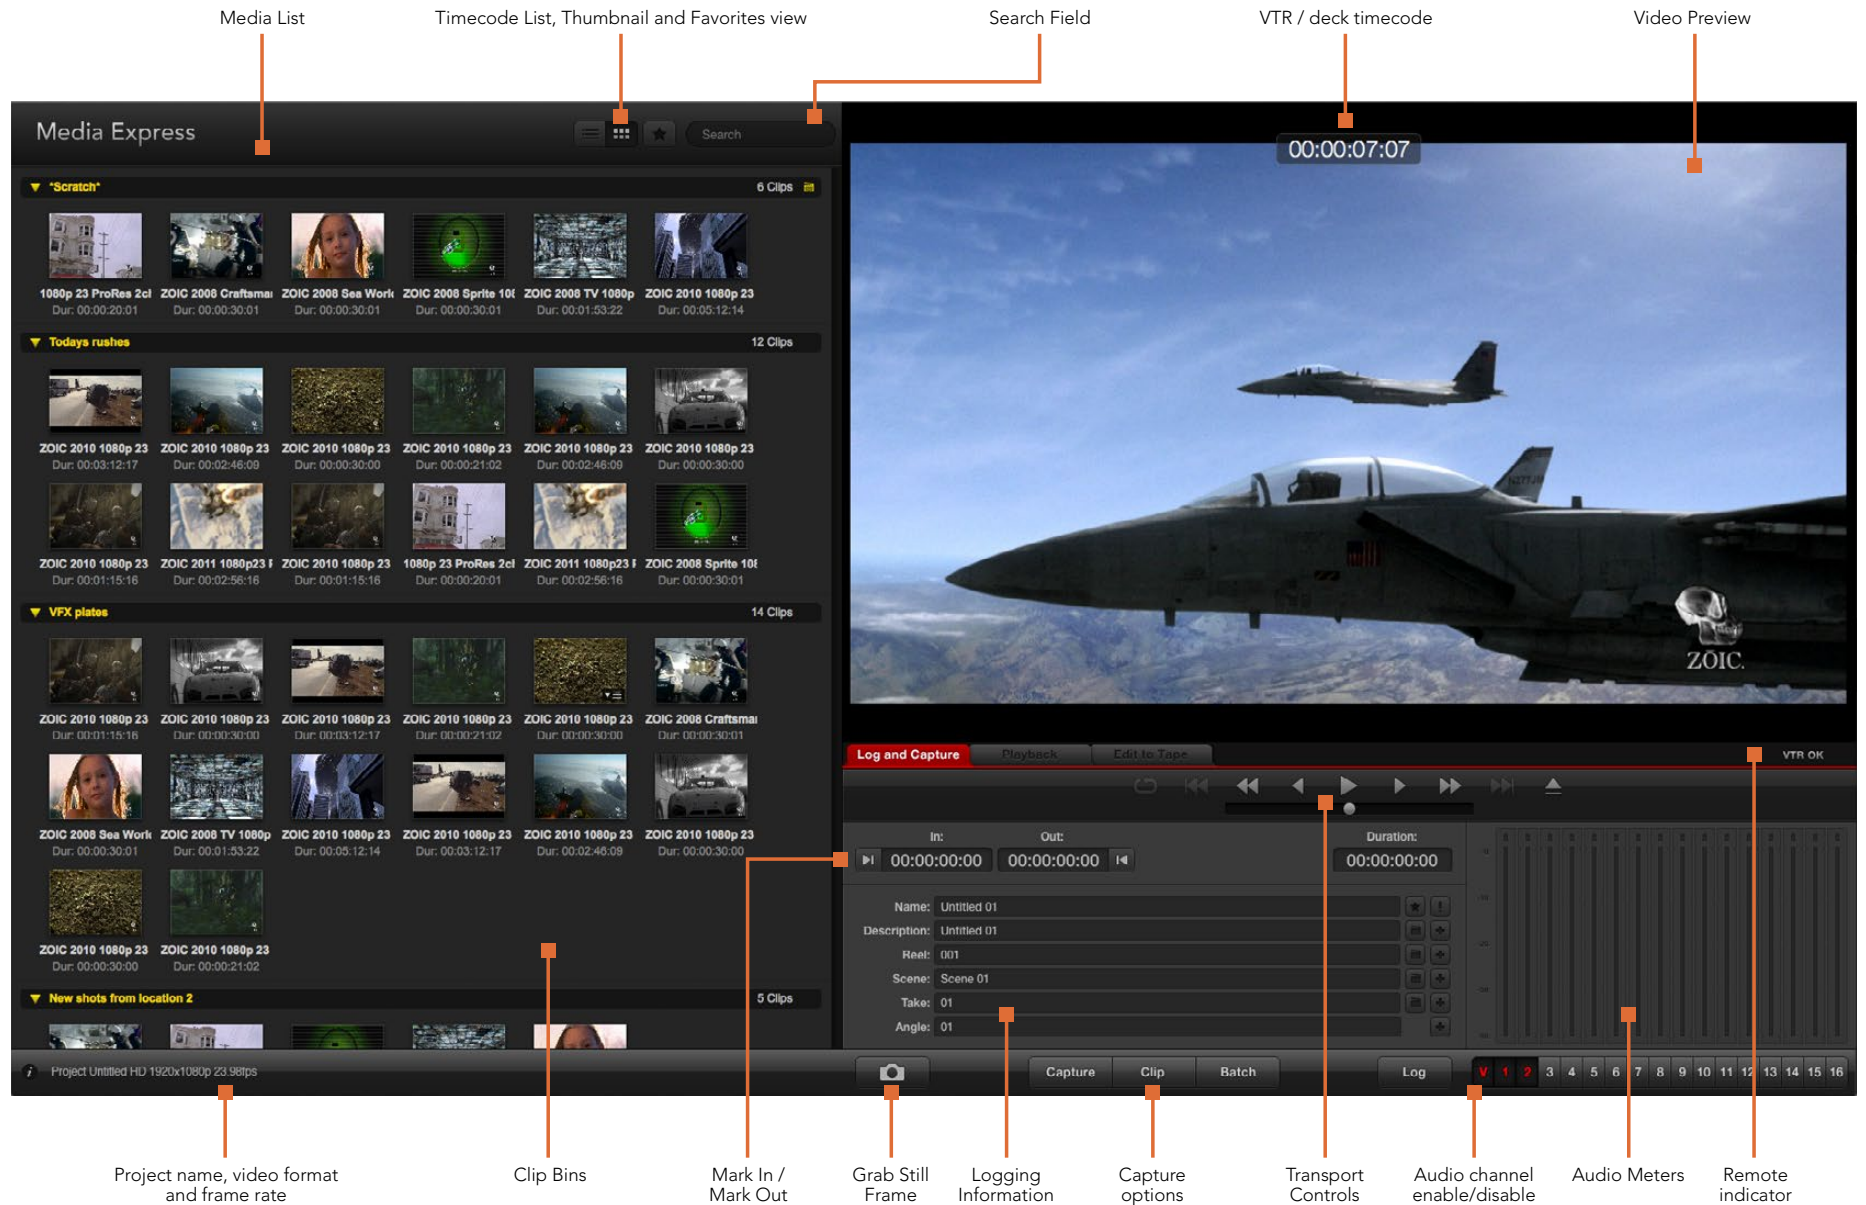 Media List
Timecode List, Thumbnail and Favorites view
Search Field
VTR / deck timecode
Video Preview
Media Express
Search
00:00:07:07
*Scratch*
6 Clips
1080p 23 ProRes 2cl
ZOIC 2008 Craftsmar
ZOIC 2008 Sea Work
ZOIC 2008 Sprite 108
ZOIC 2008 TV 1080p
ZOIC 2010 1080p 23
Dur: 00:00:20:01
Dur: 00:00:30:01
Dur: 00:00:30:01
Dur: 00:00:30:01
Dur: 00:01:53:22
Dur: 00:05:12:14
Todays rushes
12 Clips
ZOIC 2010 1080p 23
ZOIC 2010 1080p 23
ZOIC 2010 1080p 23
ZOIC 2010 1080p 23
ZOIC 2010 1080p 23
ZOIC 2010 1080p 23
Dur: 00:03:12:17
Dur: 00:02:46:09
Dur: 00:00:30:00
Dur: 00:00:21:02
Dur: 00:02:46:09
Dur: 00:00:30:00
ZOIC 2010 1080p 23
ZOIC 2011 1080p23 F
ZOIC 2010 1080p 23
1080p 23 ProRes 2cl
ZOIC 2011 1080p23 F
ZOIC 2008 Sprite 108
Dur: 00:01:15:16
Dur: 00:02:56:16
Dur: 00:01:15:16
Dur: 00:00:20:01
Dur: 00:02:56:16
Dur: 00:00:30:01
VFX plates
14 Clips
ZOIC 2010 1080p 23
ZOIC 2010 1080p 23
ZOIC 2010 1080p 23
ZOIC 2010 1080p 23
ZOIC 2010 1080p 23
ZOIC 2008 Craftsmar
Dur: 00:01:15:16
Dur: 00:00:30:00
Dur: 00:03:12:17
Dur: 00:00:21:02
Dur: 00:00:30:00
Dur: 00:00:30:01
ZOIC 2008 Sea Work
ZOIC 2008 TV 1080p
ZOIC 2010 1080p 23
ZOIC 2010 1080p 23
ZOIC 2010 1080p 23
ZOIC 2010 1080p 23
Dur: 00:00:30:01
Dur: 00:01:53:22
Dur: 00:05:12:14
Dur: 00:03:12:17
Dur: 00:02:46:09
Dur: 00:00:30:00
ZOIC 2010 1080p 23
ZOIC 2010 1080p 23
Dur: 00:00:30:00
Dur: 00:00:21:02
New shots from location 2
5 Clips
Project Untitled HD 1920x1080p 23.98fps
ZOIC.
Log and Capture
Playback
Edit to Tape
VTR OK
In:
Out:
Duration:
00:00:00:00
00:00:00:00
00:00:00:00
Name: Untitled 01
Description: Untitled 01
Reel: 001
Scene: Scene 01
Take: 01
Angle: 01
Capture
Clip
Batch
Log
V 1 2 3 4 5 6 7 8 9 10 11 12 13 14 15 16
Project name, video format
and frame rate
Clip Bins
Mark In /
Mark Out
Grab Still
Frame
Logging
Information
Capture
options
Transport
Controls
Audio channel
enable/disable
Audio Meters
Remote
indicator